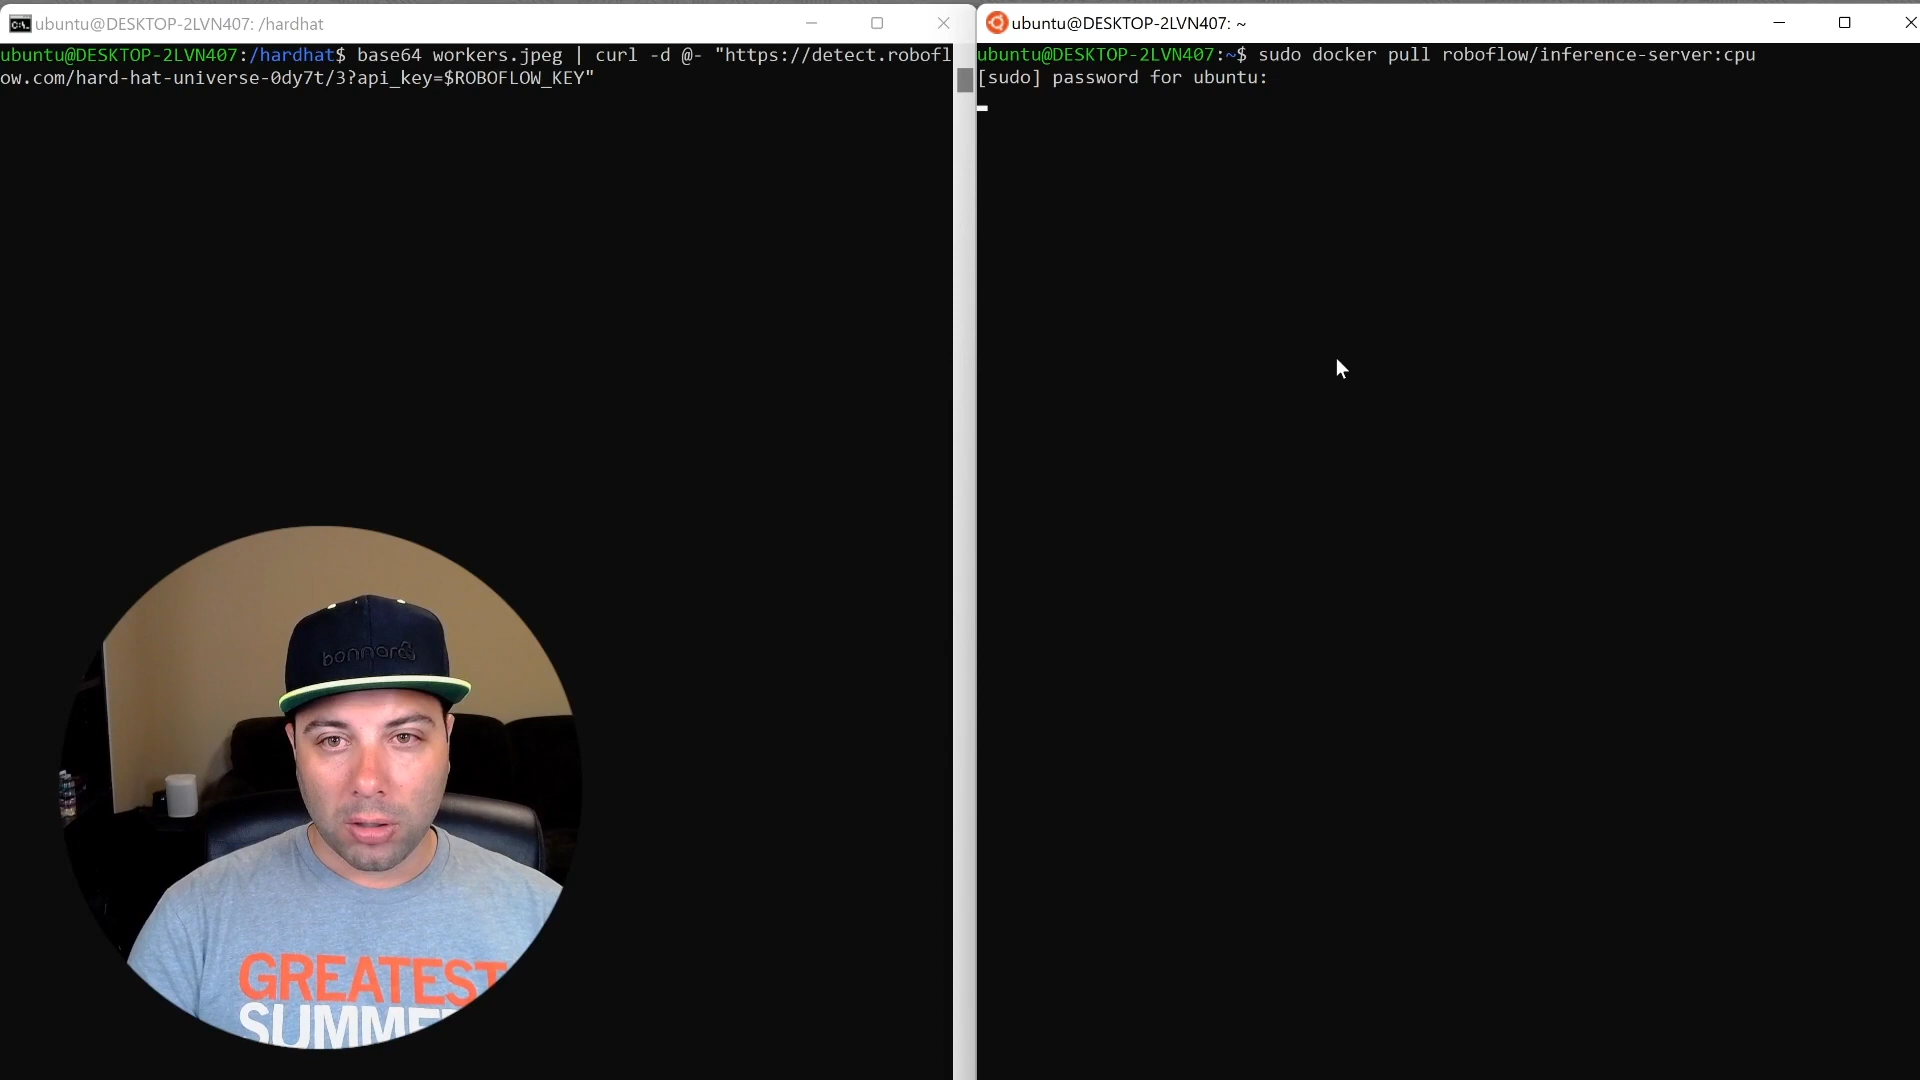 ubuntu@DESKTOP-2LVN407: /hardhat
ubuntu@DESKTOP-2LVN407:/hardhat$ base64 workers.jpeg | curl -d @- "https://detect.robofl
ow.com/hard-hat-universe-0dy7t/3?api_key=$ROBOFLOW_KEY"
ubuntu@DESKTOP-2LVN407: ~
ubuntu@DESKTOP-2LVN407:~$ sudo docker pull roboflow/inference-server:cpu
[sudo] password for ubuntu:
bonnaroo
GREATEST
SUMMER